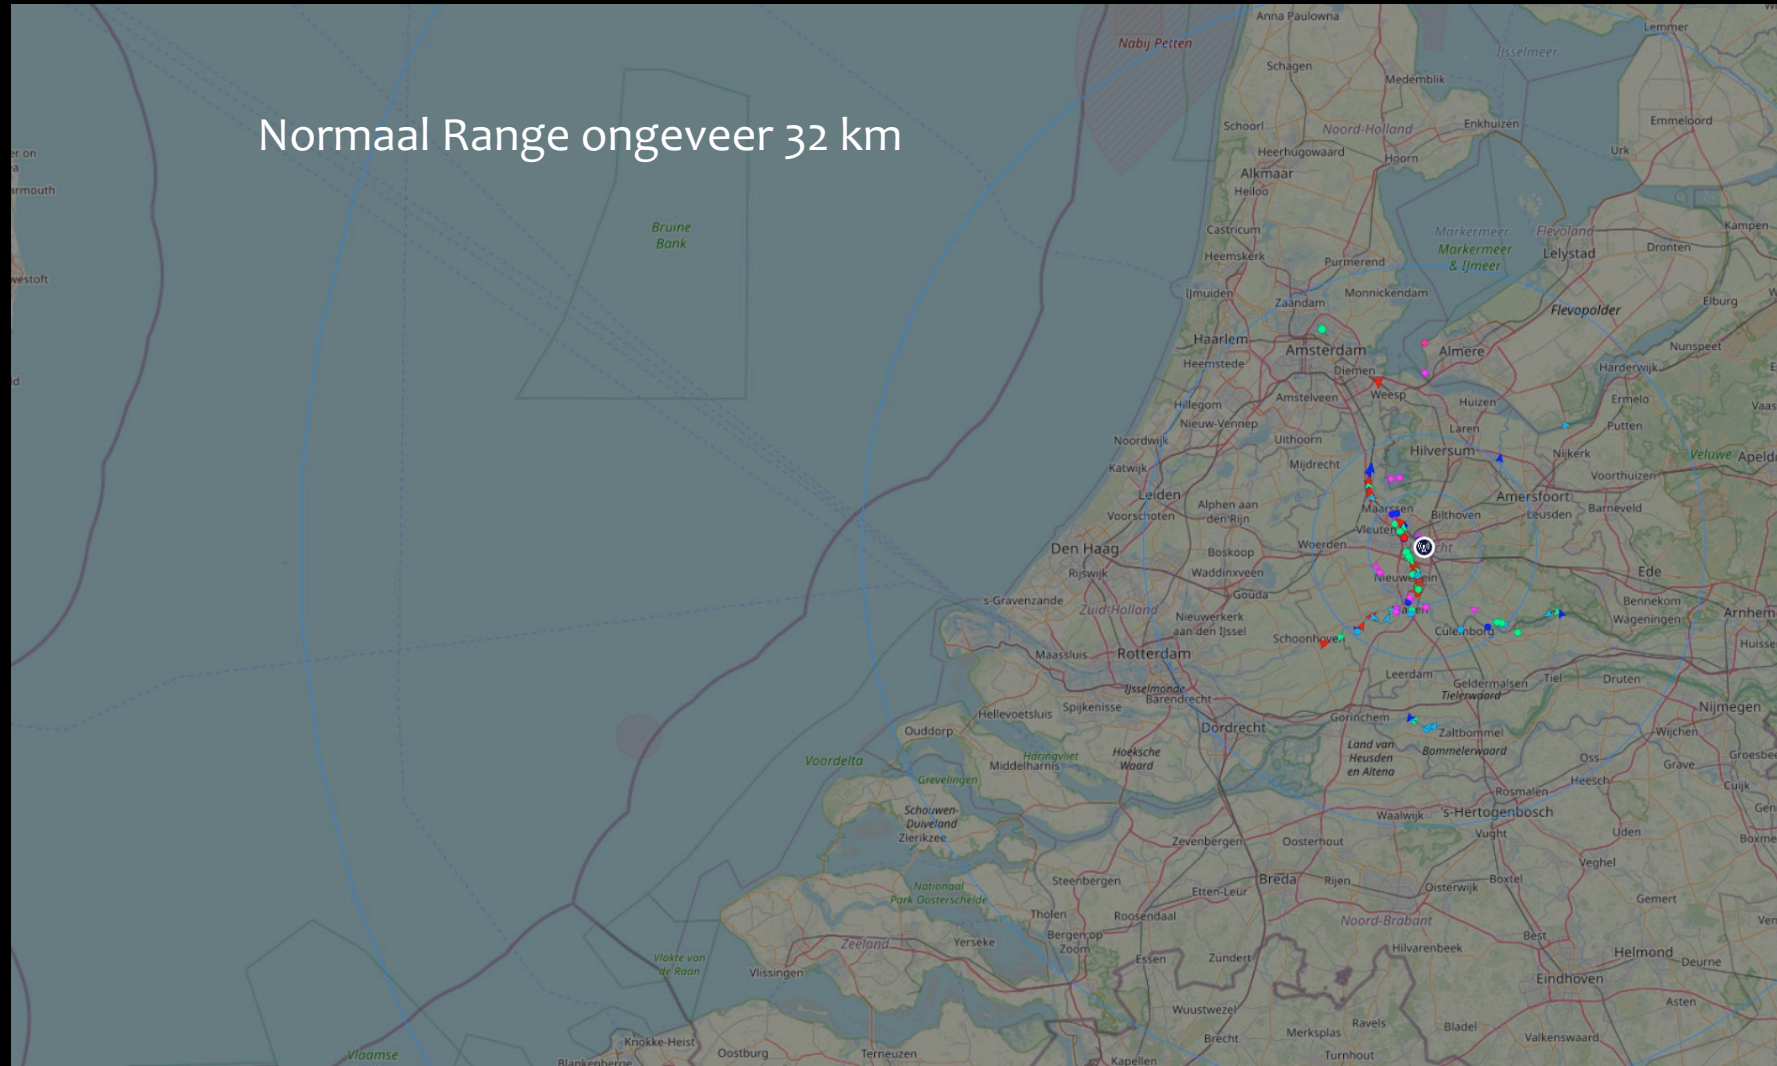 Normaal Range ongeveer 32 km
Anna Paulowna
Lemmer
Nabij Petten
IJsselmeer
Schagen
Medemblik
Schoorl
Noord-Holland
Enkhuizen
Emmeloord
Heerhugowaard
Hoorn
Urk
Alkmaar
Heiloo
armouth
Bruine
Bank
Castricum
Markermeer
Flevoland
Kampen
Markermeer
& IJmeer
Lelystad
Dronten
Heemskerk
Purmerend
westoft
IJmuiden
Zaandam
Monnickendam
Elburg
Flevopolder
Haarlem
Amsterdam
Almere
Nunspeet
Heemstede
Diemen
Harderwijk
Hillegom
Amstelveen
Weesp
Huizen
Ermelo
Nieuw-Vennep
Laren
Putten
Noordwijk
Uithoorn
Hilversum
Nijkerk
Veluwe
Katwijk
Mijdrecht
Voorthuizen
Leiden
Amersfoort
Voorschoten
Alphen aan
den Rijn
Maarssen
Bilthoven
Leusden
Barneveld
Vleuten
Den Haag
Boskoop
Woerden
Rijswijk
Waddinxveen
Ede
's-Gravenzande
Zuid-Holland
Gouda
Bennekom
Nieuwerkerk
aan den IJssel
Wageningen
Arnhem
Schoonhoven
Culemborg
Maassluis
Rotterdam
Leerdam
Geldermalsen
Tiel
Druten
IJsselmonde
Tielerwaard
Barendrecht
Hellevoetsluis
Spijkenisse
Gorinchem
Nijmegen
Ouddorp
Dordrecht
Zaltbommel
Wijchen
Voordelta
Haringvliet
Middelharnis
Hoeksche
Waard
Land van
Heusden
en Altena
Bommelerwaard
Oss
Grave
Grevelingen
Heesch
Cuijk
Rosmalen
Schouwen-
Duiveland
Zierikzee
Waalwijk
's-Hertogenbosch
Zevenbergen
Oosterhout
Vught
Uden
Veghel
Steenbergen
Breda
Rijen
Boxtel
Nationaal
Park Oosterschelde
Etten-Leur
Oisterwijk
Gemert
Tholen
Roosendaal
Noord-Brabant
Zeeland
Yerseke
Bergen op
Zoom
Best
Vlakte van
de Raan
Vlissingen
Essen
Zundert
Hilvarenbeek
Helmond
Deurne
Eindhoven
Wuustwezel
Asten
Knokke-Heist
Merksplas
Ravels
Bladel
Brecht
Valkenswaard
Vlaamse
Blankenberge
Oostburg
Terneuzen
Kapellen
Turnhout